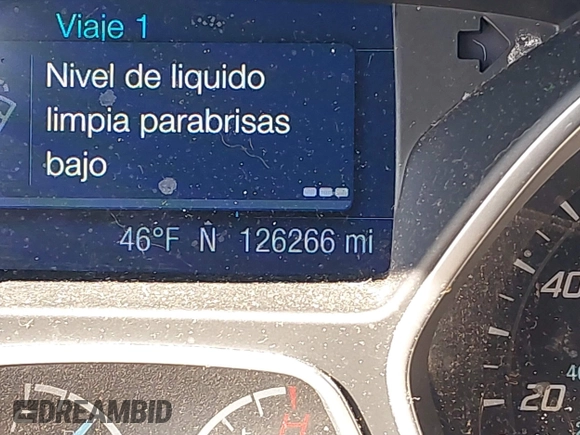 Viaje 1
Nivel de liquido
limpia parabrisas
bajo
46°F N 126266 mi
40
20
DREAMBID